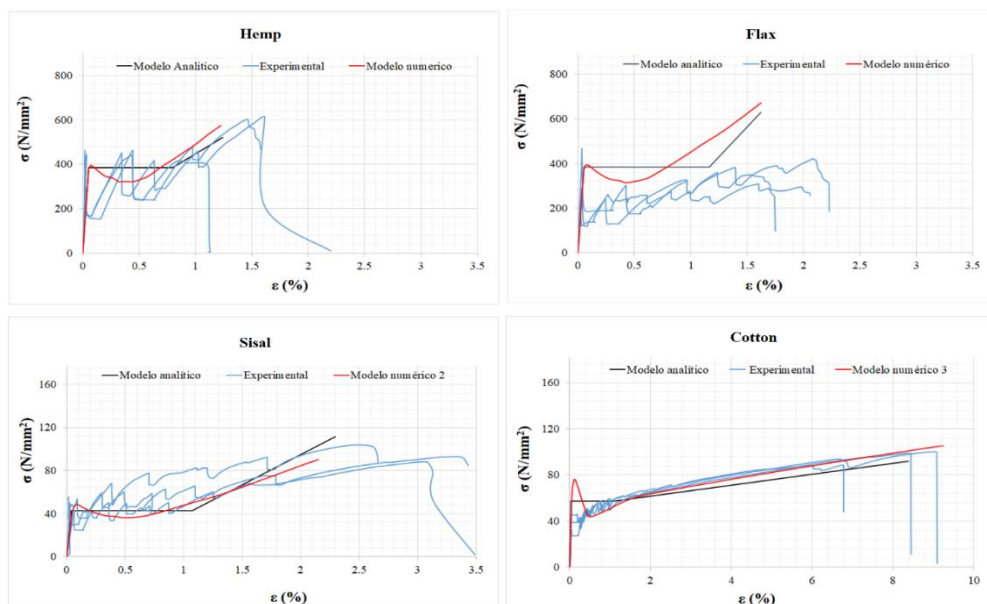 Hemp
Modelo Analítico Experimental Modelo numerico
σ (N/mm²)
800
600
400
200
0
0 0.5 1 1.5 2 2.5 3 3.5
ε (%)
Flax
Modelo analítico Experimental Modelo numérico
σ (N/mm²)
800
600
400
200
0
0 0.5 1 1.5 2 2.5 3 3.5
ε (%)
Sisal
Modelo analítico Experimental Modelo numérico 2
σ (N/mm²)
160
120
80
40
0
0 0.5 1 1.5 2 2.5 3 3.5
ε (%)
Cotton
Modelo analítico Experimental Modelo numérico 3
σ (N/mm²)
160
120
80
40
0
0 2 4 6 8 10
ε (%)